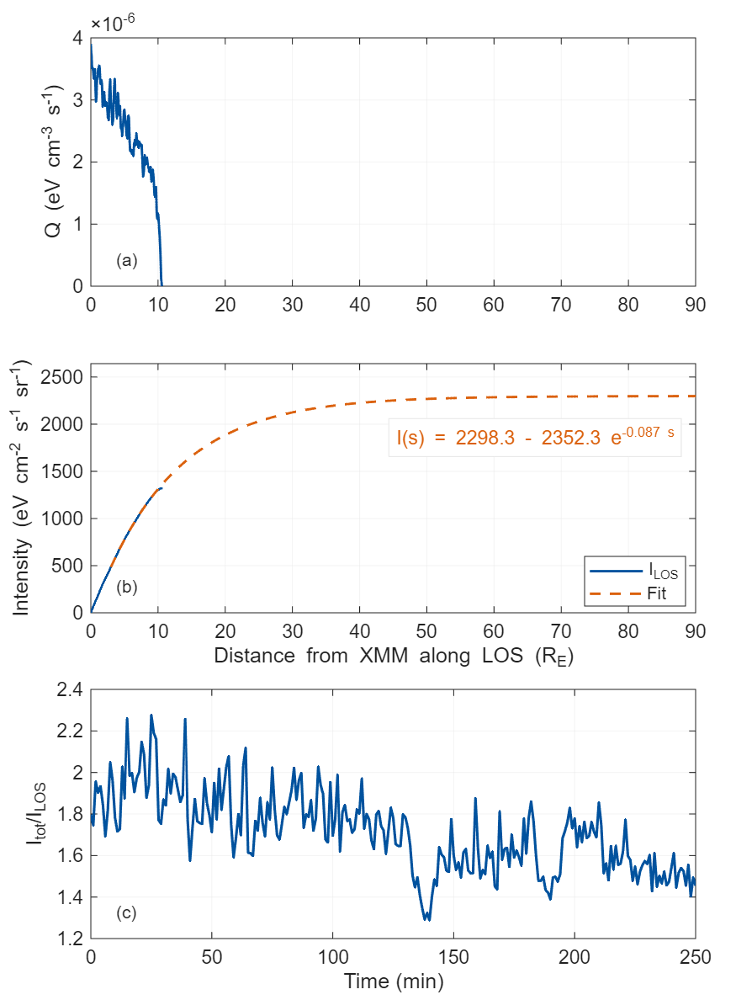 ×10⁻⁶
4
3
2
1
0
Q (eV cm⁻³ s⁻¹)
(a)
0 10 20 30 40 50 60 70 80 90
2500
2000
1500
1000
500
0
Intensity (eV cm⁻² s⁻¹ sr⁻¹)
I(s) = 2298.3 - 2352.3 e^-0.087 s
(b)
I_LOS
Fit
0 10 20 30 40 50 60 70 80 90
Distance from XMM along LOS (R_E)
2.4
2.2
2
1.8
1.6
1.4
1.2
I_tot/I_LOS
(c)
0 50 100 150 200 250
Time (min)